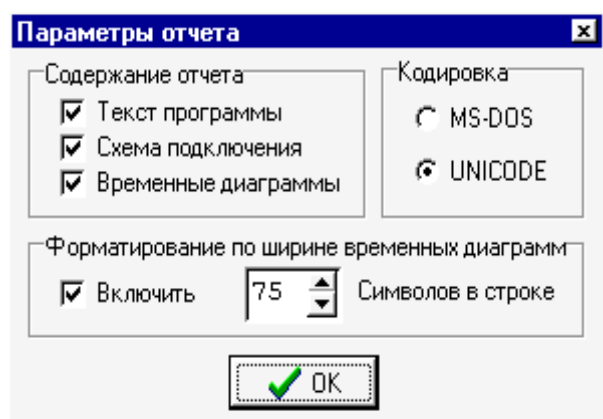 Параметры отчета
Содержание отчета
Текст программы
Схема подключения
Временные диаграммы
Кодировка
MS-DOS
UNICODE
Форматирование по ширине временных диаграмм
Включить 75 Символов в строке
OK